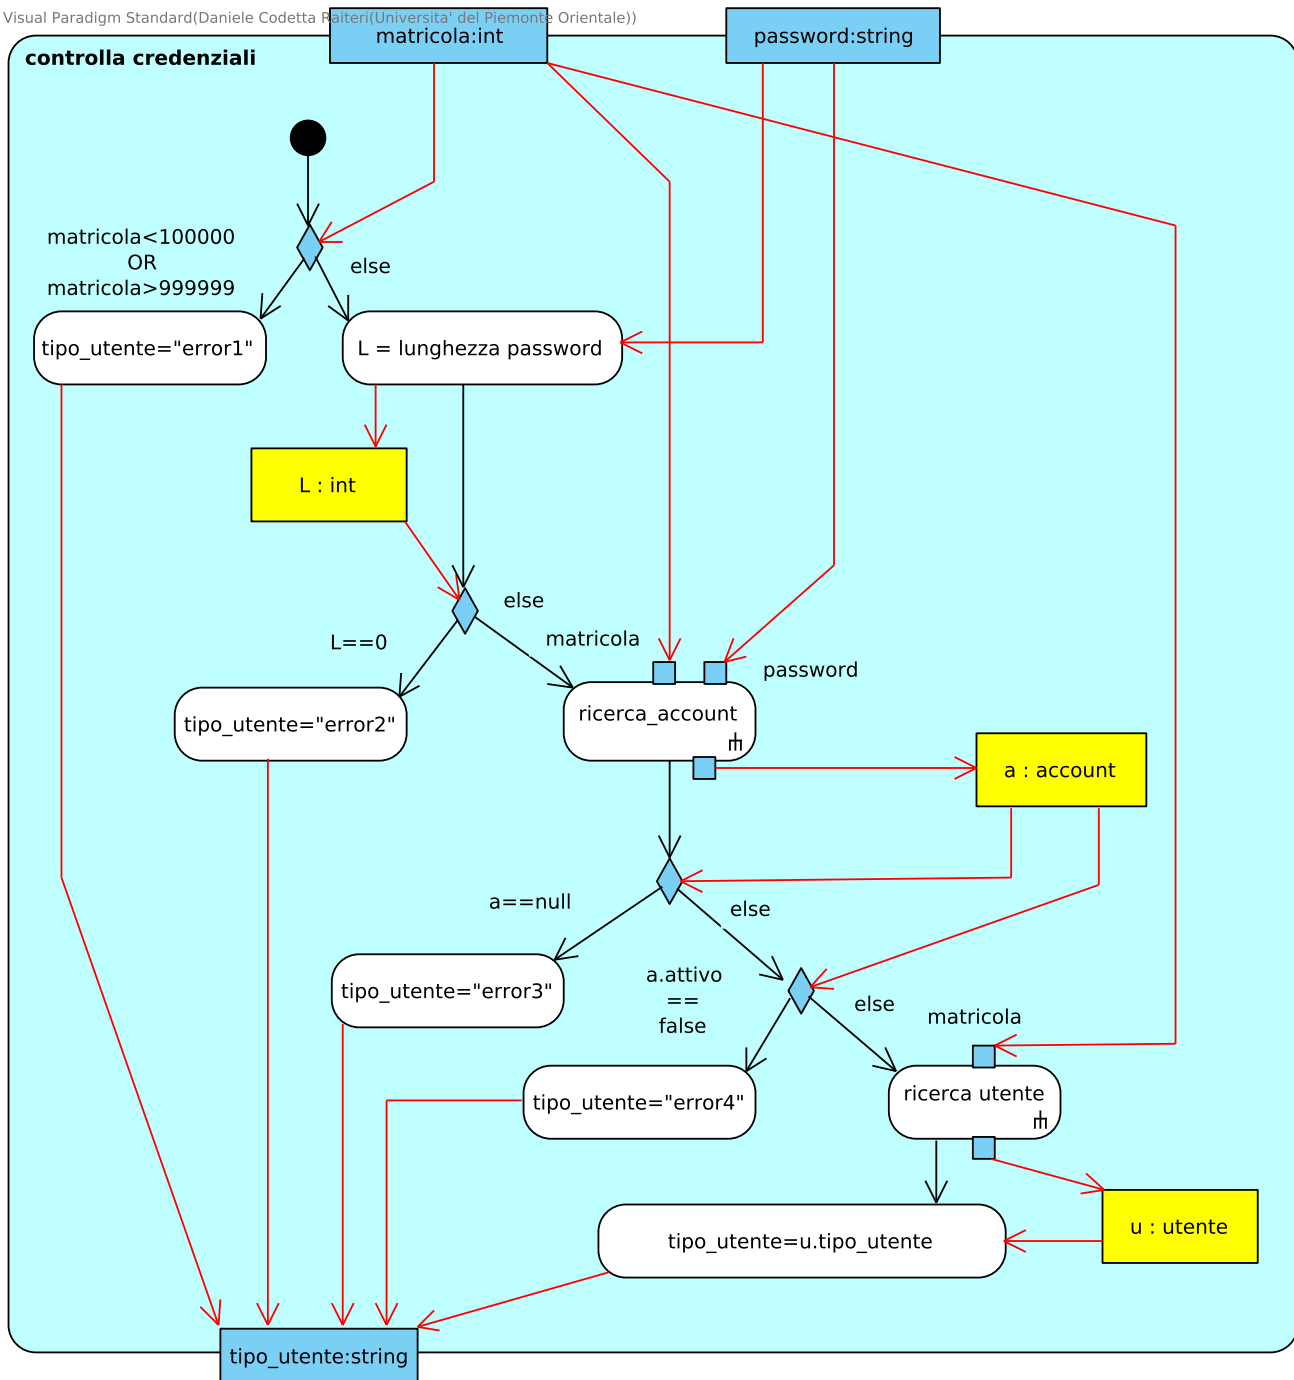 Visual Paradigm Standard(Daniele Codetta Raiteri(Universita' del Piemonte Orientale))
matricola:int
password:string
controlla credenziali
matricola<100000
OR
matricola>999999
else
tipo_utente="error1"
L = lunghezza password
L : int
else
L==0
matricola
password
tipo_utente="error2"
ricerca_account
a : account
a==null
else
tipo_utente="error3"
a.attivo
==
false
else
matricola
tipo_utente="error4"
ricerca utente
u : utente
tipo_utente=u.tipo_utente
tipo_utente:string